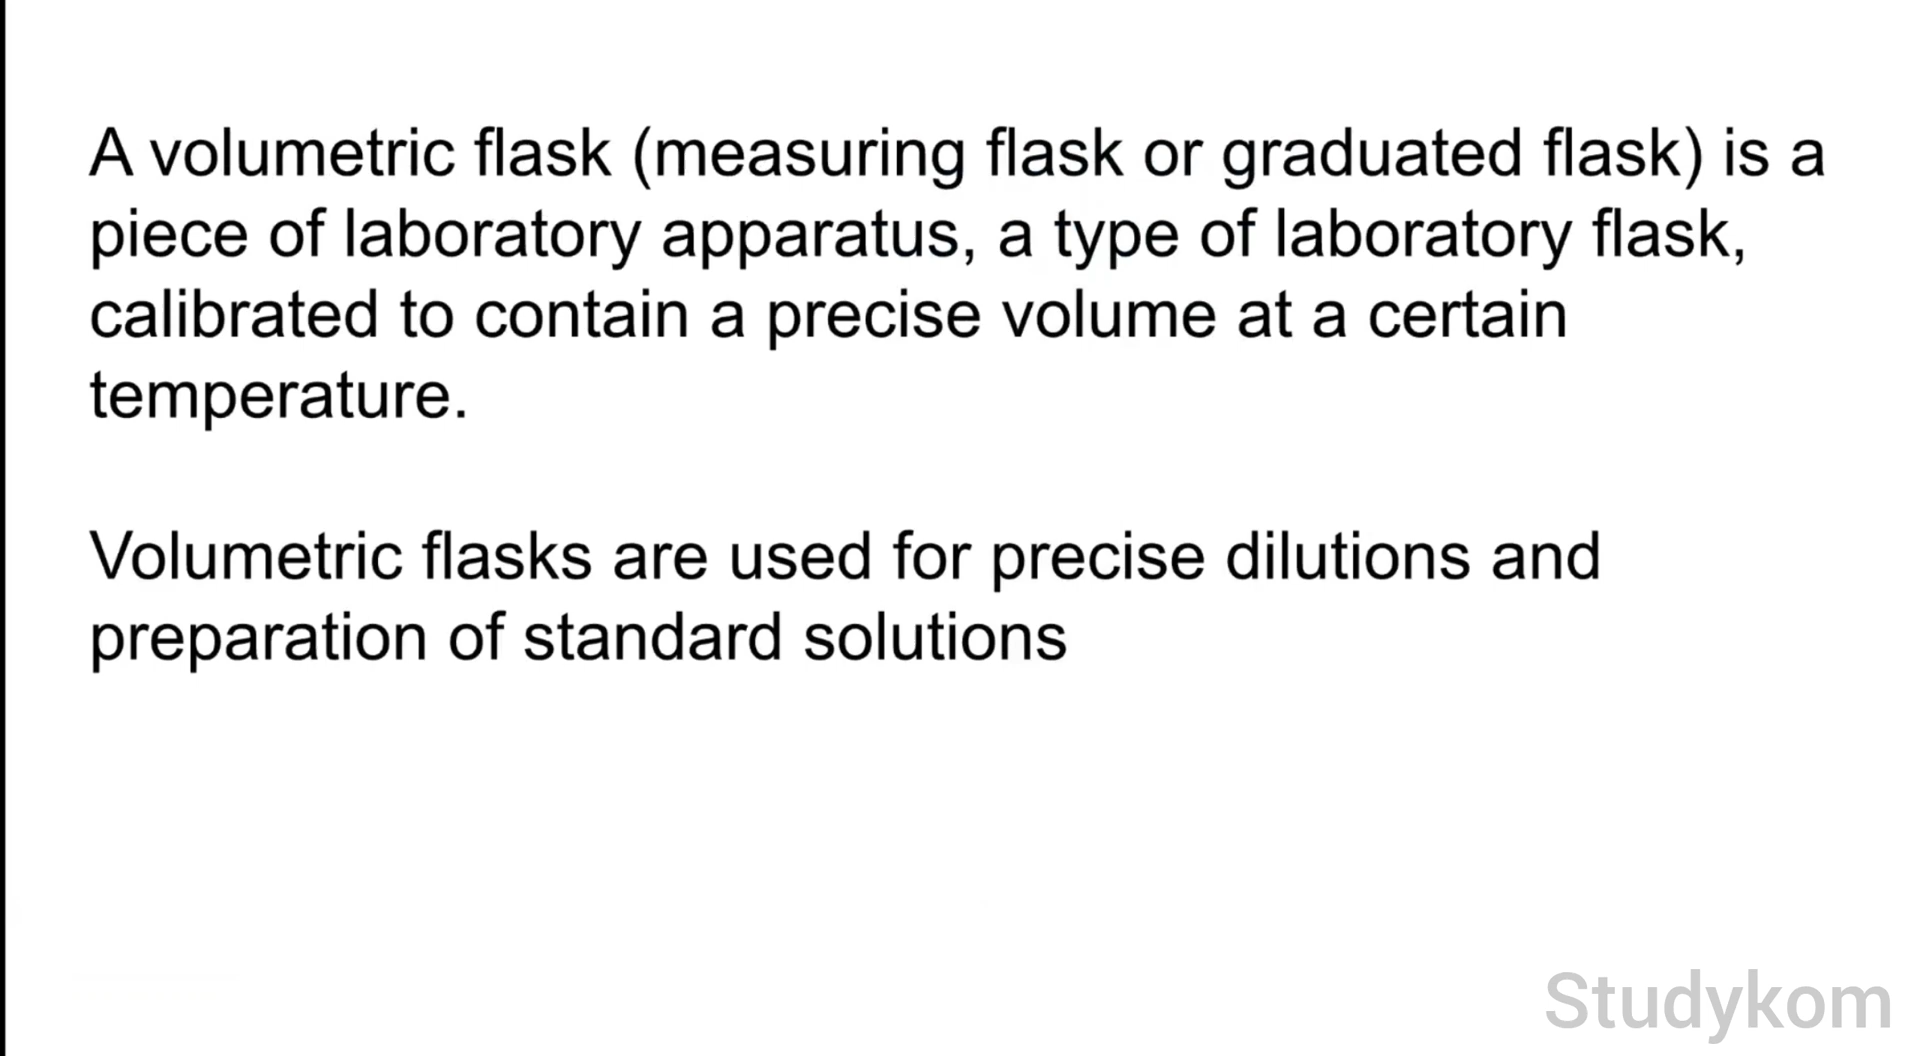 A volumetric flask (measuring flask or graduated flask) is a
piece of laboratory apparatus, a type of laboratory flask,
calibrated to contain a precise volume at a certain
temperature.
Volumetric flasks are used for precise dilutions and
preparation of standard solutions
Studykom